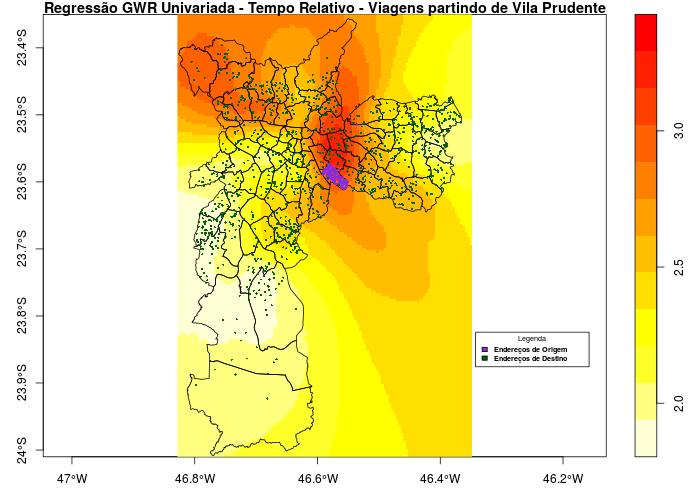 Regressão GWR Univariada - Tempo Relativo - Viagens partindo de Vila Prudente
23.4°S
23.5°S
23.6°S
23.7°S
23.8°S
23.9°S
24°S
47°W
46.8°W
46.6°W
46.4°W
46.2°W
Legenda
Endereços de Origem
Endereços de Destino
3.0
2.5
2.0